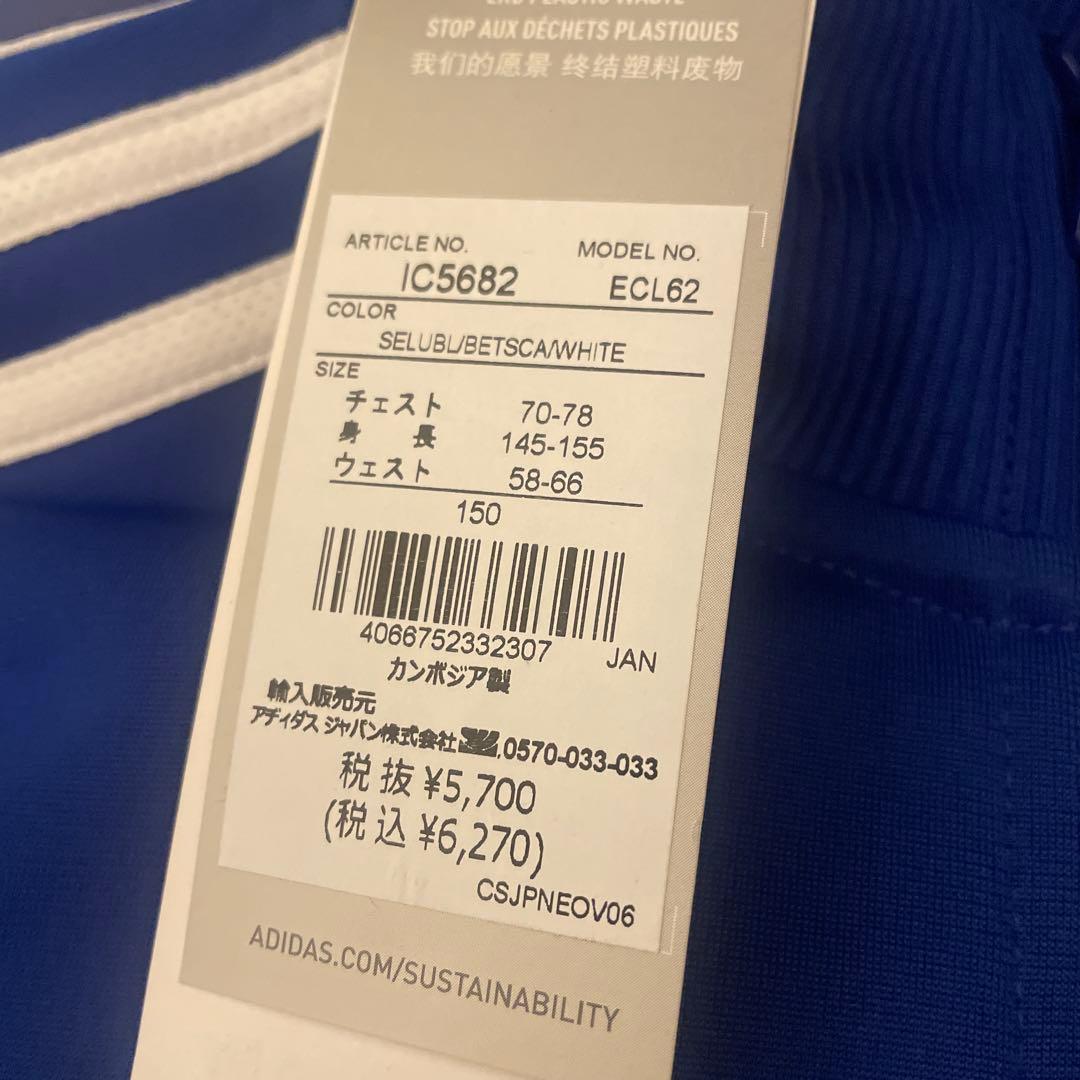 END PLASTIC WASTE
STOP AUX DÉCHETS PLASTIQUES
我们的愿景 终结塑料废物
ARTICLE NO. MODEL NO.
IC5682 ECL62
COLOR
SELUBL/BETSCA/WHITE
SIZE
チェスト 70-78
身長 145-155
ウェスト 58-66
150
4066752332307 JAN
カンボジア製
輸入販売元
アディダス ジャパン株式会社 0570-033-033
税抜 ¥5,700
(税込 ¥6,270)
CSJPNEOV06
ADIDAS.COM/SUSTAINABILITY